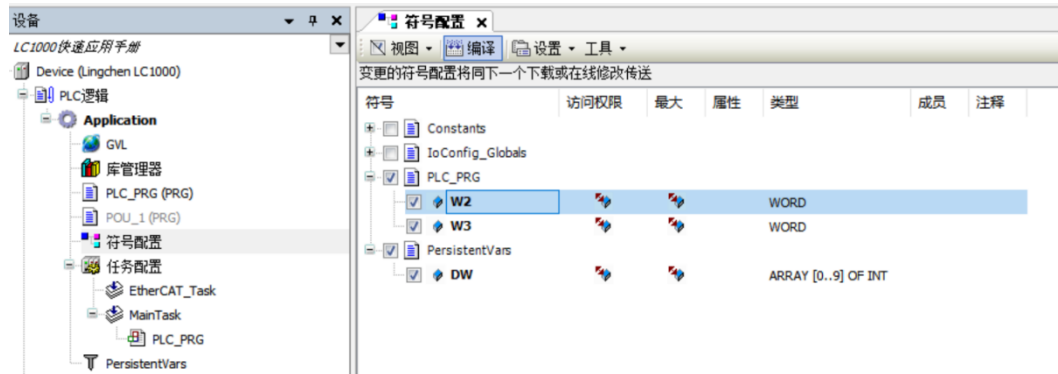 设备
LC1000快速应用手册
Device (Lingchen LC1000)
PLC逻辑
Application
GVL
库管理器
PLC_PRG (PRG)
POU_1 (PRG)
符号配置
任务配置
EtherCAT_Task
MainTask
PLC_PRG
PersistentVars
符号配置
视图 编译 设置 工具
变更的符号配置将同下一个下载或在线修改传送
符号 访问权限 最大 属性 类型 成员 注释
Constants
IoConfig_Globals
PLC_PRG
W2 WORD
W3 WORD
PersistentVars
DW ARRAY [0..9] OF INT